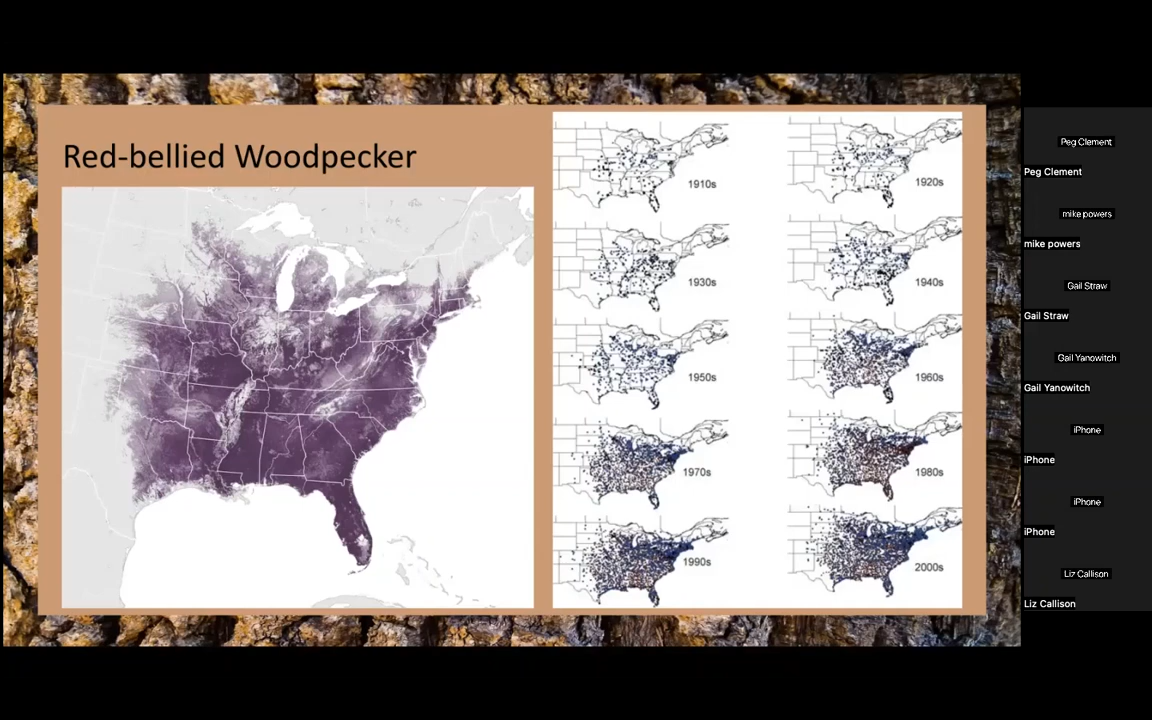 Red-bellied Woodpecker
1910s
1920s
1930s
1940s
1950s
1960s
1970s
1980s
1990s
2000s
Peg Clement
Peg Clement
mike powers
mike powers
Gail Straw
Gail Straw
Gail Yanowitch
Gail Yanowitch
iPhone
iPhone
iPhone
iPhone
Liz Callison
Liz Callison